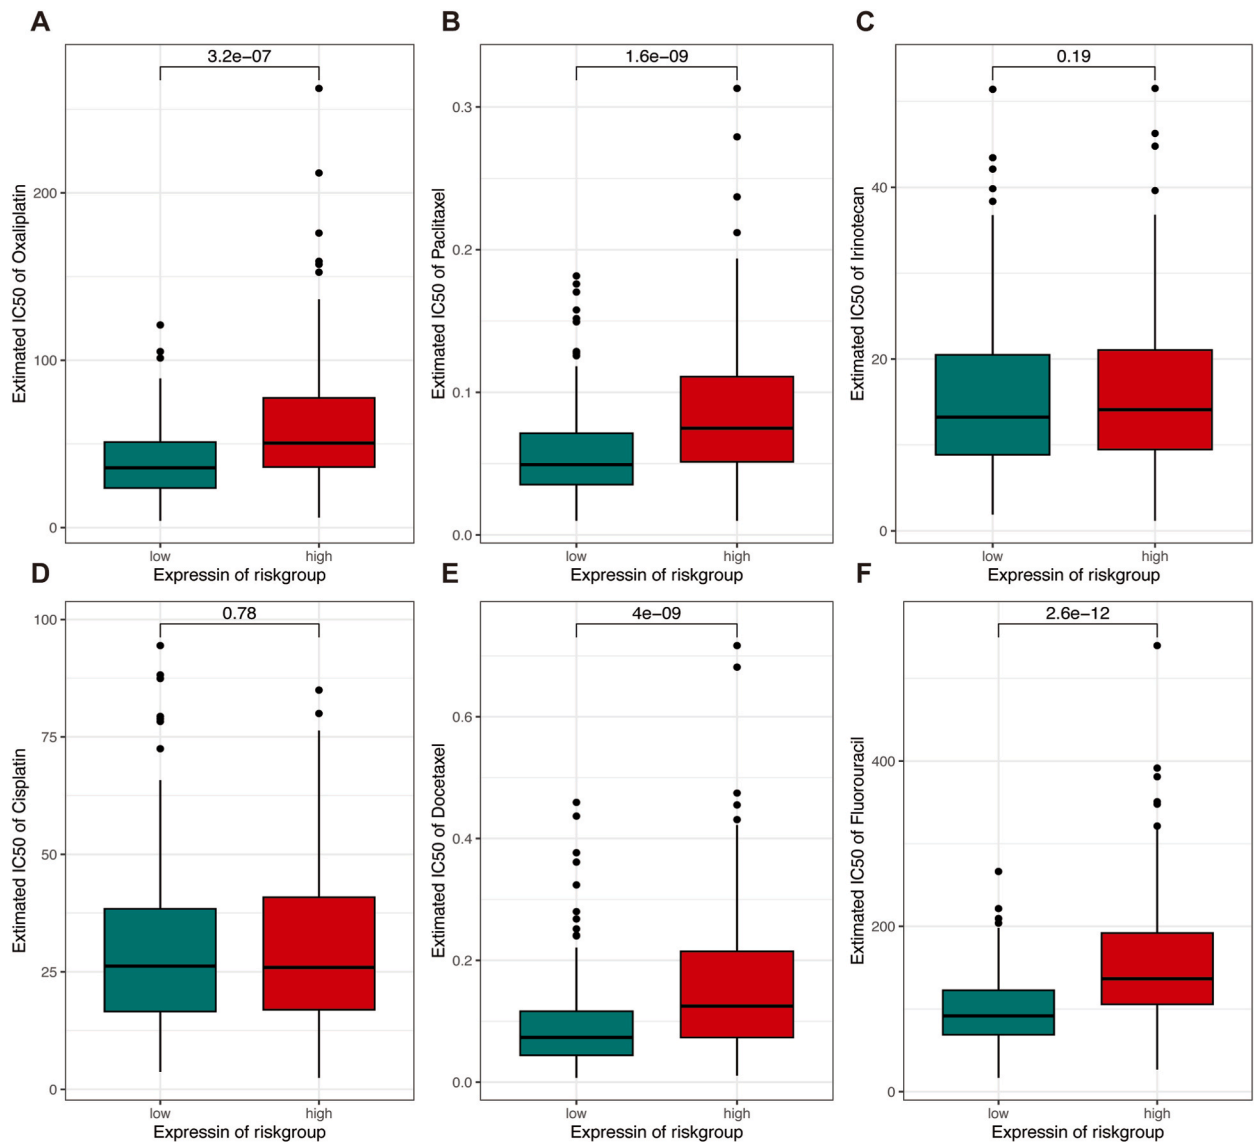 A
3.2e-07
Extimated IC50 of Oxaliplatin
200
100
0
low
high
Expressin of riskgroup
B
1.6e-09
Extimated IC50 of Paclitaxel
0.3
0.2
0.1
0.0
low
high
Expressin of riskgroup
C
0.19
Extimated IC50 of Irinotecan
40
20
0
low
high
Expressin of riskgroup
D
0.78
Extimated IC50 of Cisplatin
100
75
50
25
0
low
high
Expressin of riskgroup
E
4e-09
Extimated IC50 of Docetaxel
0.6
0.4
0.2
0.0
low
high
Expressin of riskgroup
F
2.6e-12
Extimated IC50 of Fluorouracil
400
200
0
low
high
Expressin of riskgroup